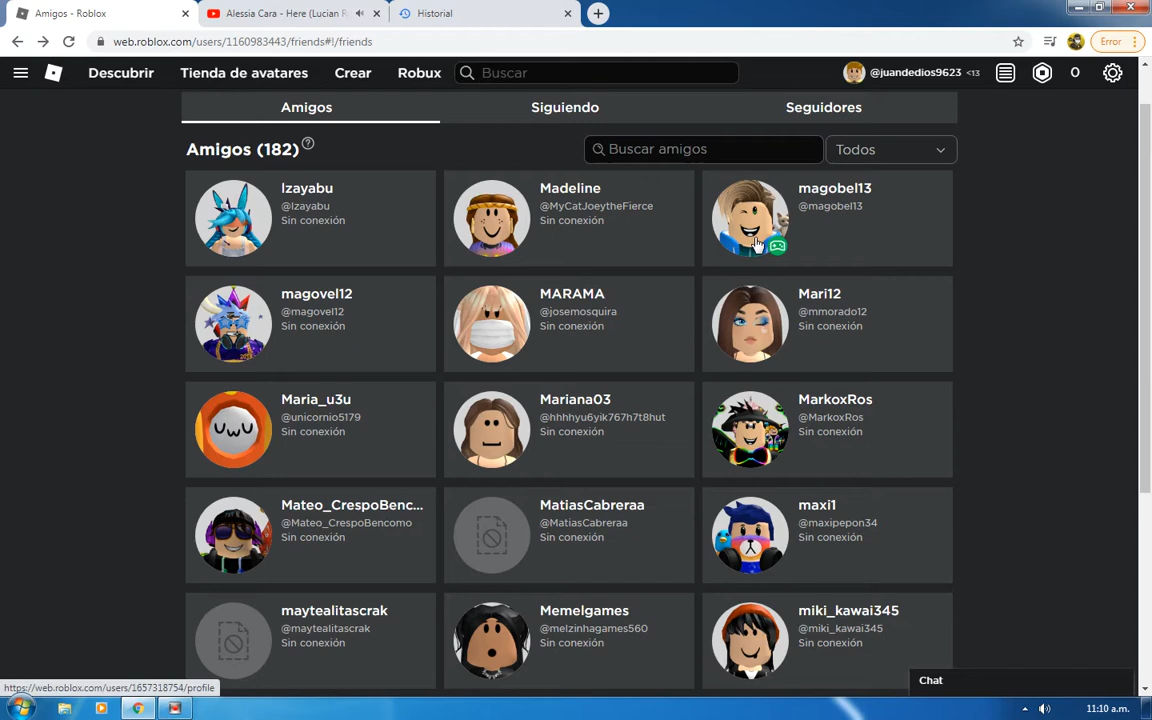 Amigos - Roblox
Alessia Cara - Here (Lucian R
Historial
web.roblox.com/users/1160983443/friends#!/friends
Error
Descubrir
Tienda de avatares
Crear
Robux
Buscar
@juandedios9623 <13
0
Amigos
Siguiendo
Seguidores
Amigos (182)
?
Buscar amigos
Todos
Izayabu
@Izayabu
Sin conexión
Madeline
@MyCatJoeytheFierce
Sin conexión
magobel13
@magobel13
magovel12
@magovel12
Sin conexión
MARAMA
@josemosquira
Sin conexión
Mari12
@mmorado12
Sin conexión
Maria_u3u
@unicornio5179
Sin conexión
Mariana03
@hhhhyu6yik767h7t8hut
Sin conexión
MarkoxRos
@MarkoxRos
Sin conexión
Mateo_CrespoBenc...
@Mateo_CrespoBencomo
Sin conexión
MatiasCabreraa
@MatiasCabreraa
Sin conexión
maxi1
@maxipepon34
Sin conexión
maytealitascrak
@maytealitascrak
Sin conexión
Memelgames
@melzinhagames560
Sin conexión
miki_kawai345
@miki_kawai345
Sin conexión
Chat
https://web.roblox.com/users/1657318754/profile
11:10 a.m.